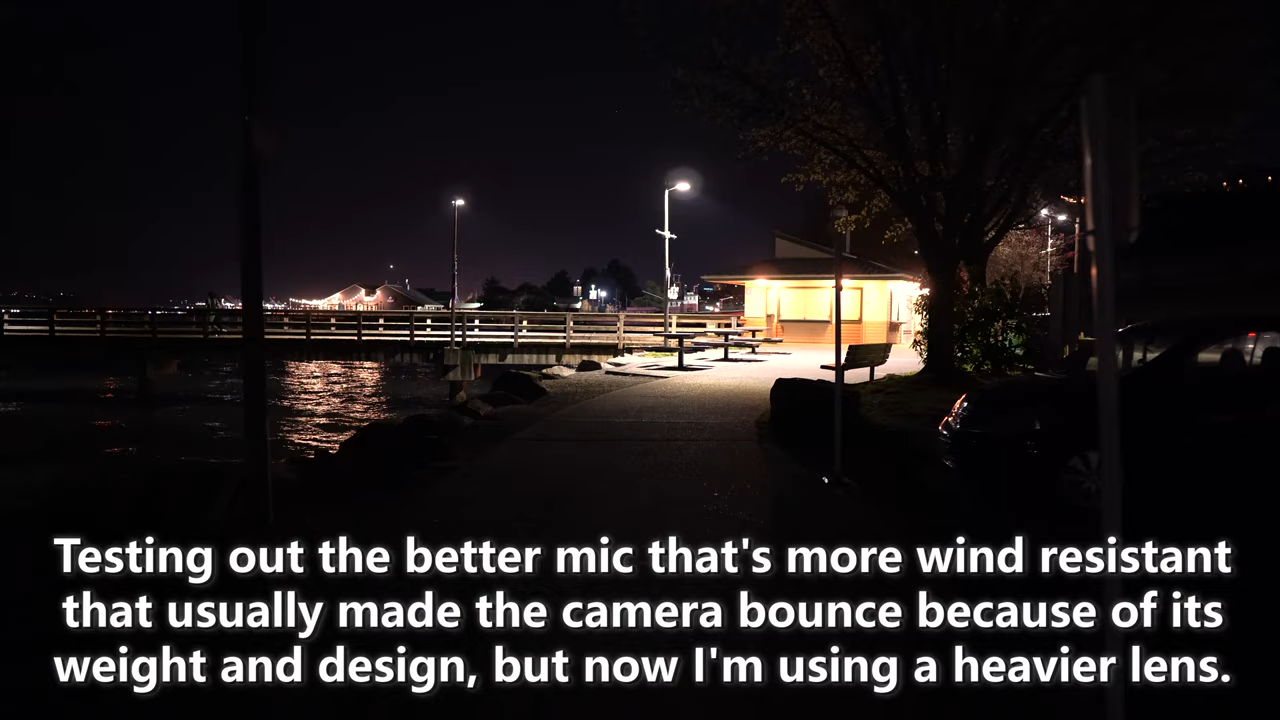 Testing out the better mic that's more wind resistant
that usually made the camera bounce because of its
weight and design, but now I'm using a heavier lens.